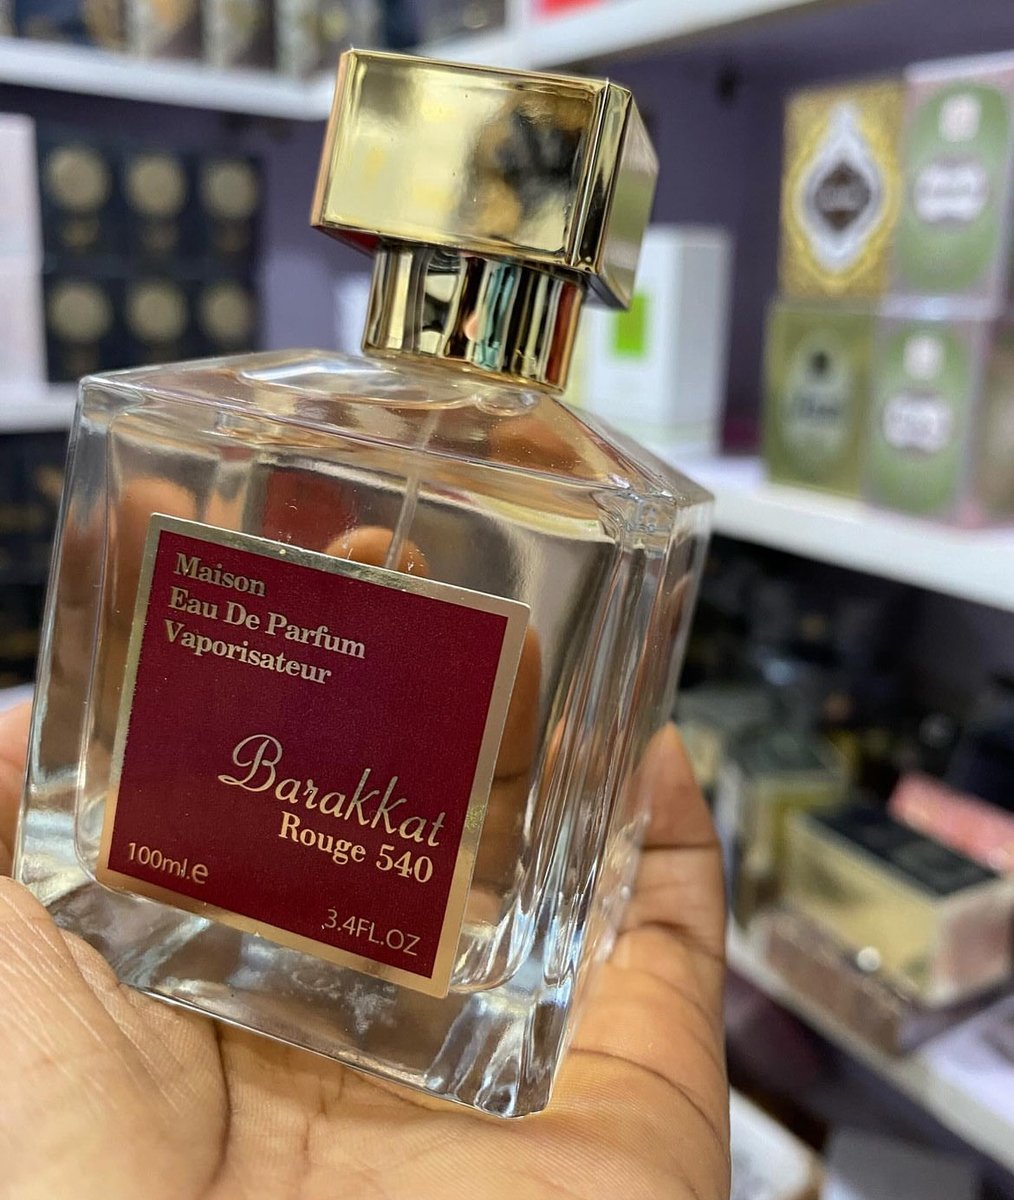 Maison
Eau De Parfum
Vaporisateur
Barakkat
Rouge 540
100ml.e
3.4FL.OZ